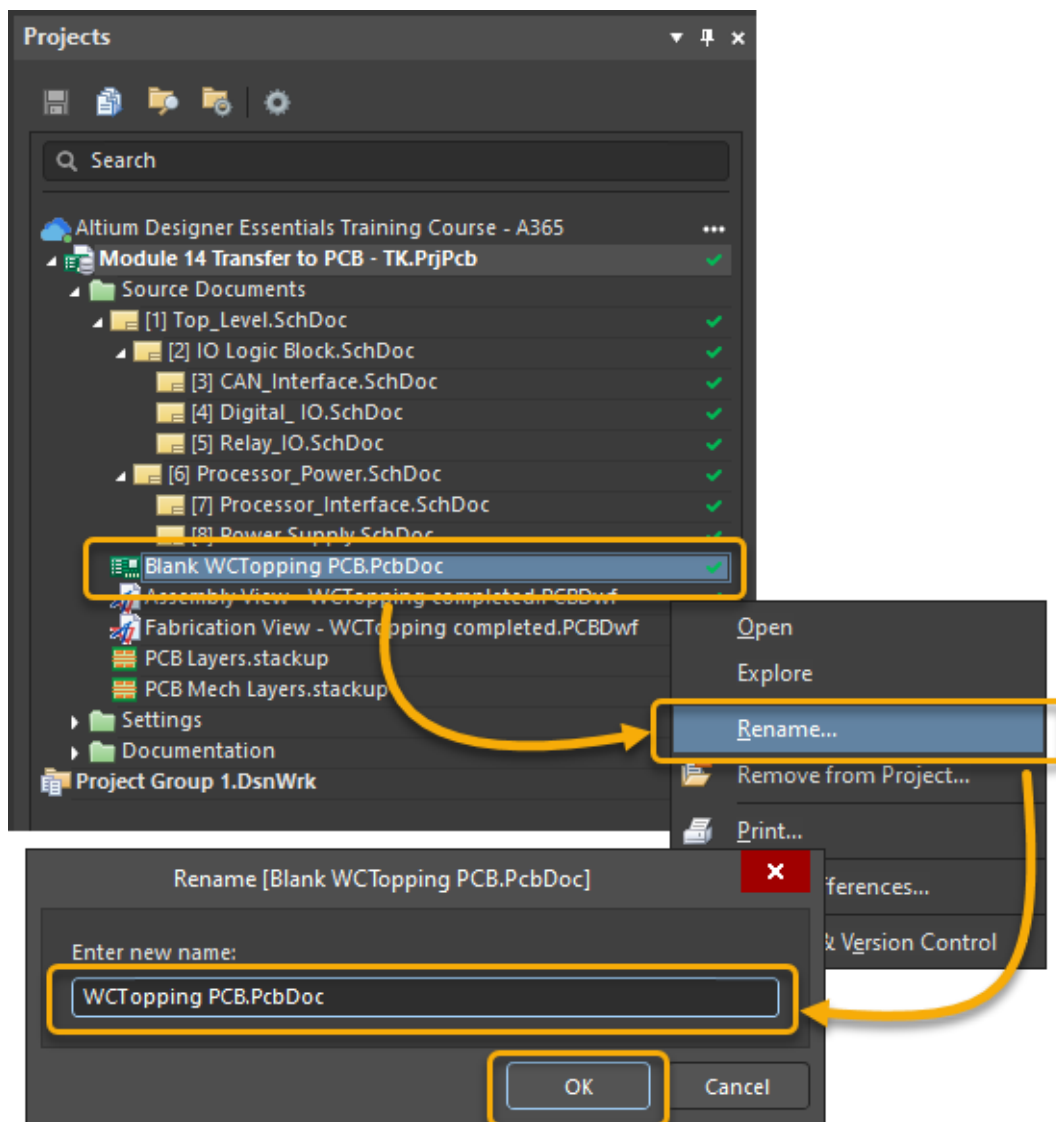 Projects
Search
Altium Designer Essentials Training Course - A365
Module 14 Transfer to PCB - TK.PrjPcb
Source Documents
[1] Top_Level.SchDoc
[2] IO Logic Block.SchDoc
[3] CAN_Interface.SchDoc
[4] Digital_ IO.SchDoc
[5] Relay_IO.SchDoc
[6] Processor_Power.SchDoc
[7] Processor_Interface.SchDoc
[8] Power Supply.SchDoc
Blank WCTopping PCB.PcbDoc
Assembly View - WCTopping completed.PCBDwf
Fabrication View - WCTopping completed.PCBDwf
PCB Layers.stackup
PCB Mech Layers.stackup
Settings
Documentation
Project Group 1.DsnWrk
Open
Explore
Rename...
Remove from Project...
Print...
fferences...
& Version Control
Rename [Blank WCTopping PCB.PcbDoc]
Enter new name:
WCTopping PCB.PcbDoc
OK
Cancel